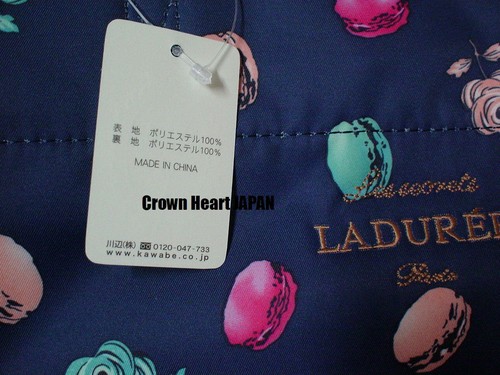 表 地 ポリエステル100%
裏 地 ポリエステル100%
MADE IN CHINA
Crown Heart JAPAN
川辺(株) 0120-047-733
www.kawabe.co.jp
Les secrets
LADURÉE
Paris